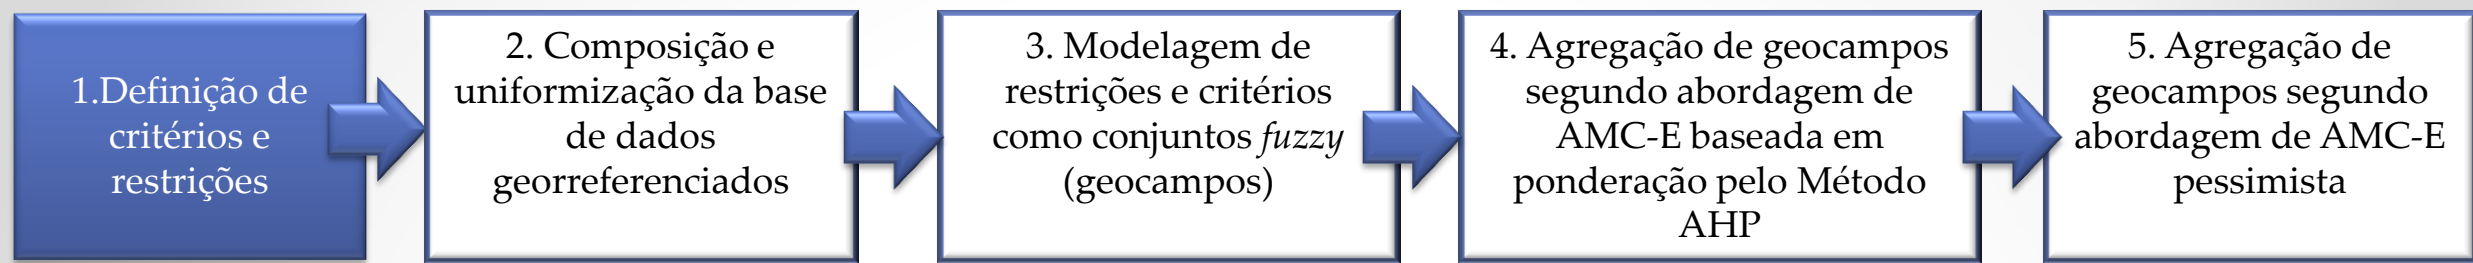 1.Definição de
critérios e
restrições
2. Composição e
uniformização da base
de dados
georreferenciados
3. Modelagem de
restrições e critérios
como conjuntos fuzzy
(geocampos)
4. Agregação de geocampos
segundo abordagem de
AMC-E baseada em
ponderação pelo Método
AHP
5. Agregação de
geocampos segundo
abordagem de AMC-E
pessimista